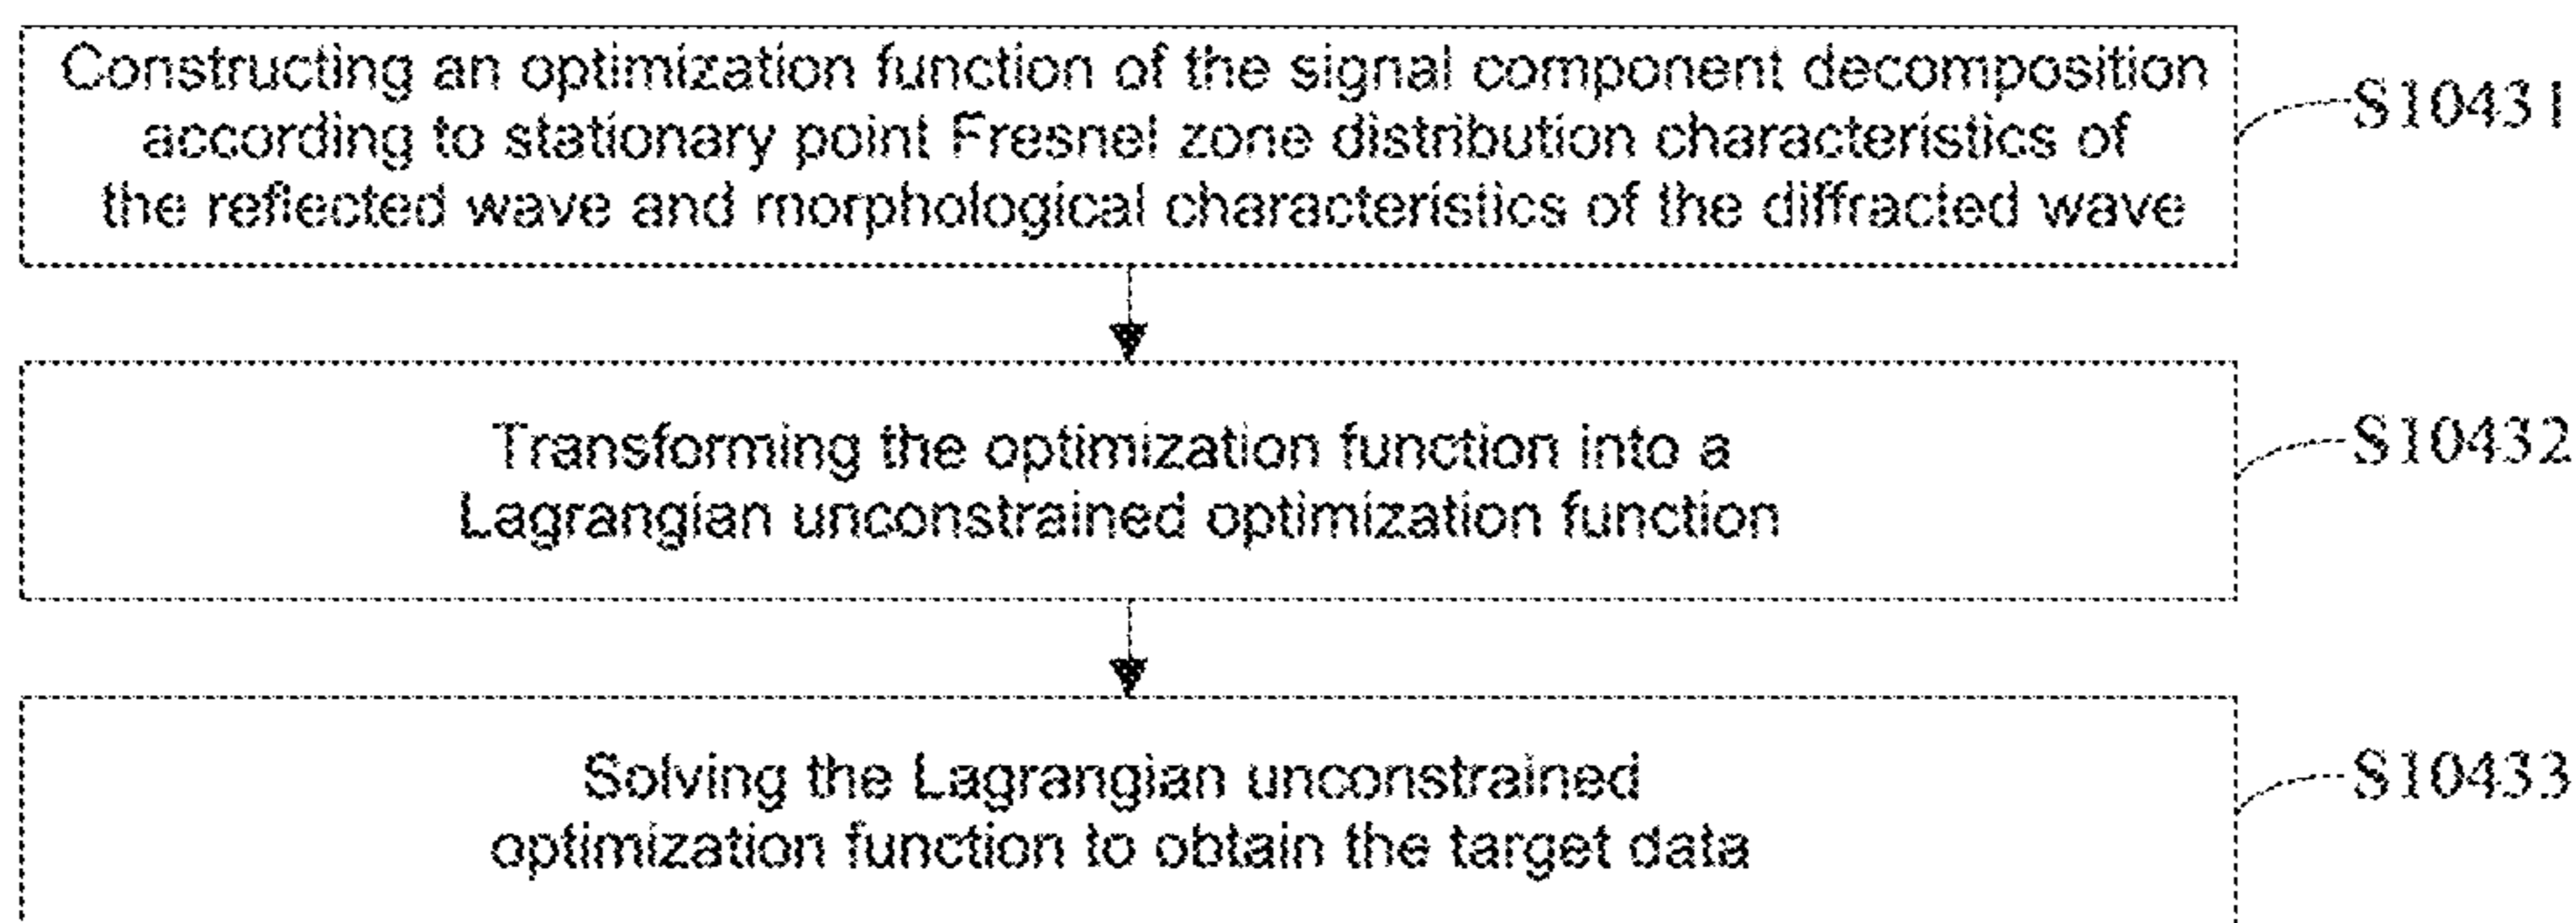 Constructing an optimization function of the signal component decomposition
according to stationary point Fresnel zone distribution characteristics of
the reflected wave and morphological characteristics of the diffracted wave
S10431
Transforming the optimization function into a
Lagrangian unconstrained optimization function
S10432
Solving the Lagrangian unconstrained
optimization function to obtain the target data
S10433